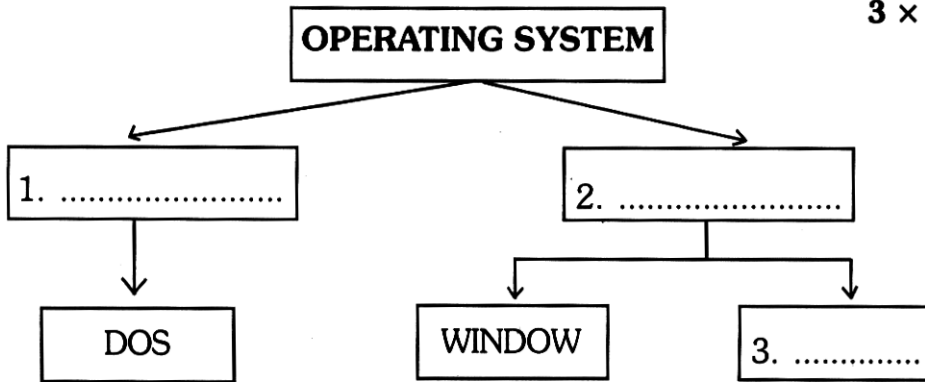 3 ×
OPERATING SYSTEM
1. .......................
2. .......................
DOS
WINDOW
3. .............